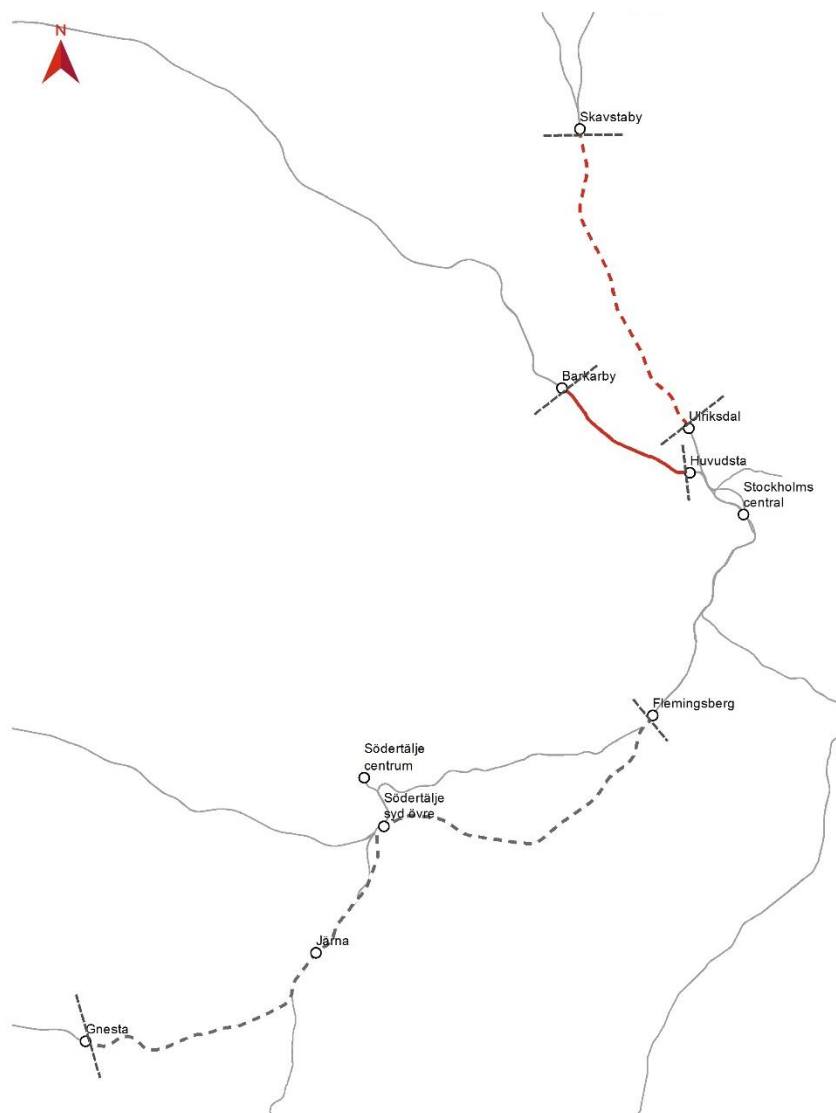 N
Skavstaby
Barkarby
Ulriksdal
Huvudsta
Stockholms
central
Flemingsberg
Södertälje
centrum
Södertälje
syd övre
Järna
Gnesta